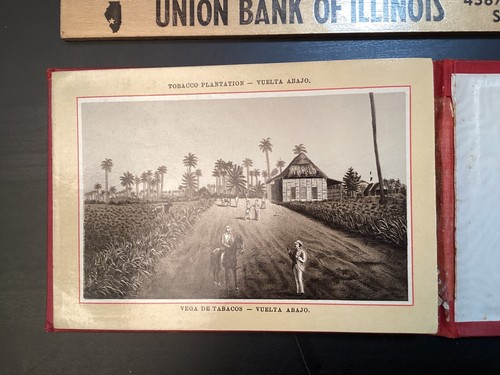 UNION BANK OF ILLINOIS
TOBACCO PLANTATION — VUELTA ABAJO.
VEGA DE TABACOS — VUELTA ABAJO.